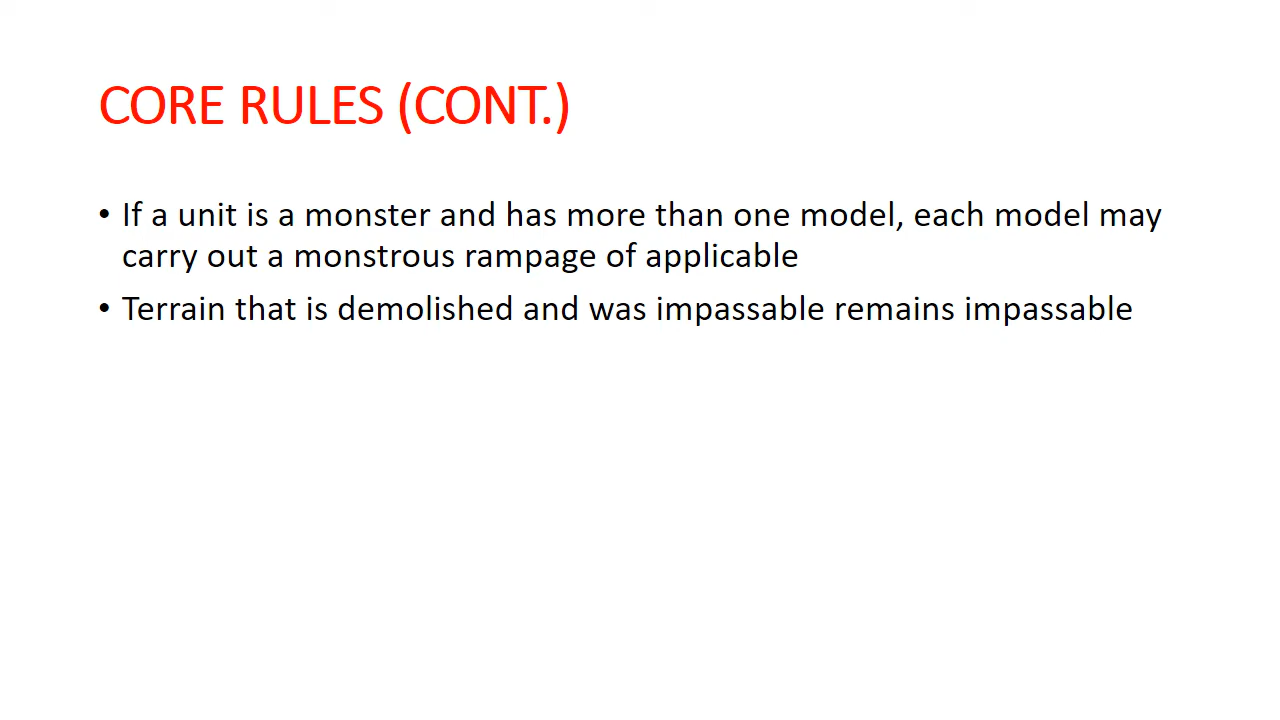 CORE RULES (CONT.)
• If a unit is a monster and has more than one model, each model may
carry out a monstrous rampage of applicable
• Terrain that is demolished and was impassable remains impassable